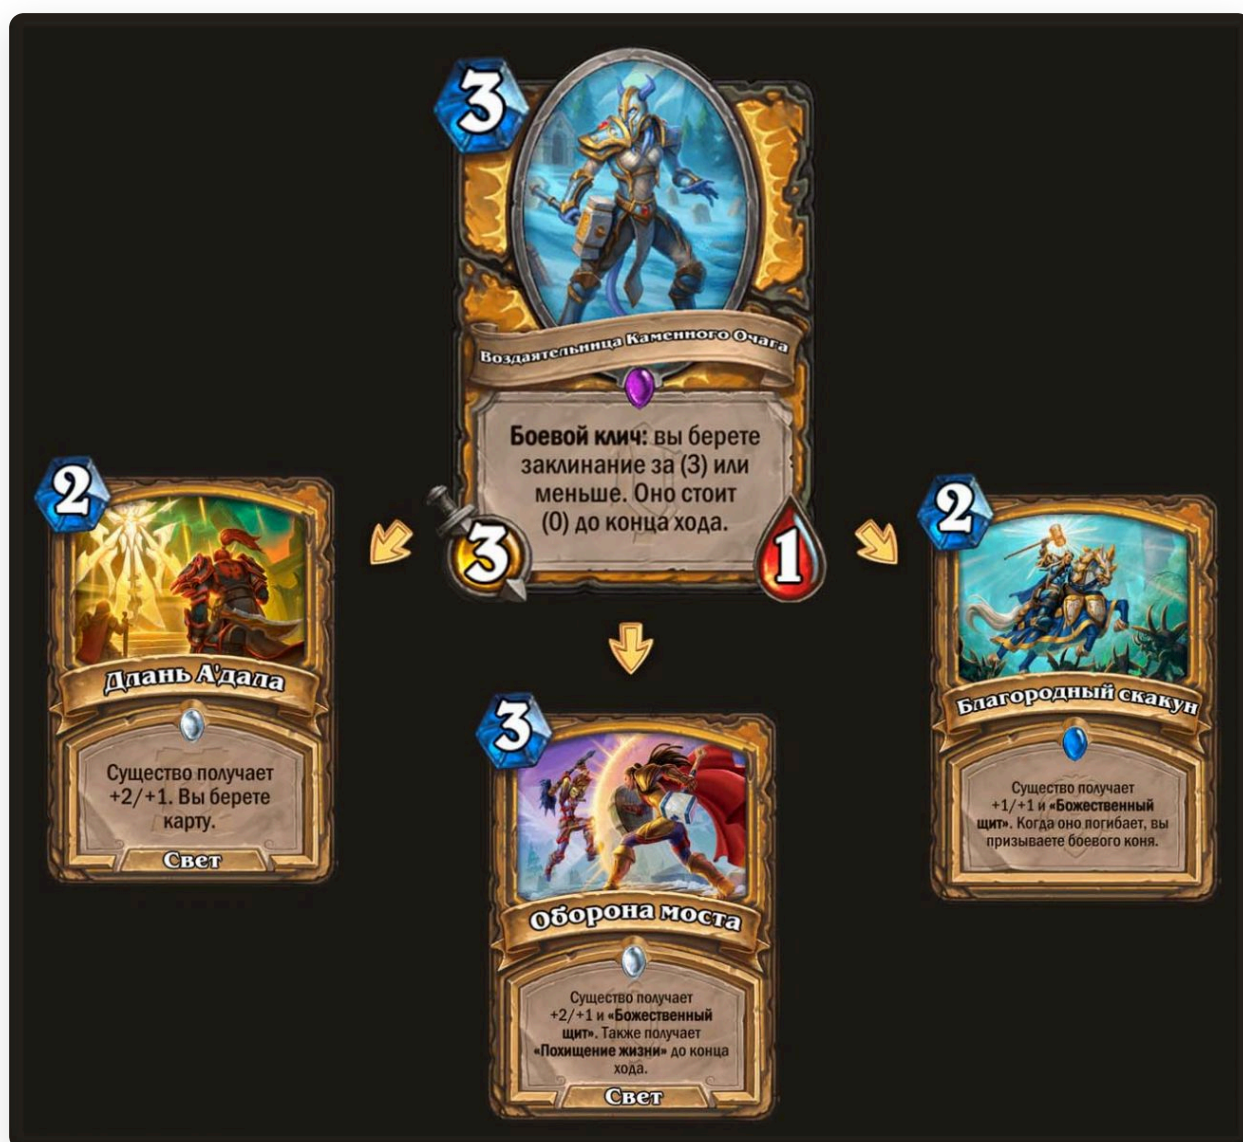 3
Воздаятельница Каменного Очага
Боевой клич: вы берете
заклинание за (3) или
меньше. Оно стоит
(0) до конца хода.
3
1
2
Длань А'дала
Существо получает
+2/+1. Вы берете
карту.
Свет
3
Оборона моста
Существо получает
+2/+1 и «Божественный
щит». Также получает
«Похищение жизни» до конца
хода.
Свет
2
Благородный скакун
Существо получает
+1/+1 и «Божественный
щит». Когда оно погибает, вы
призываете боевого коня.